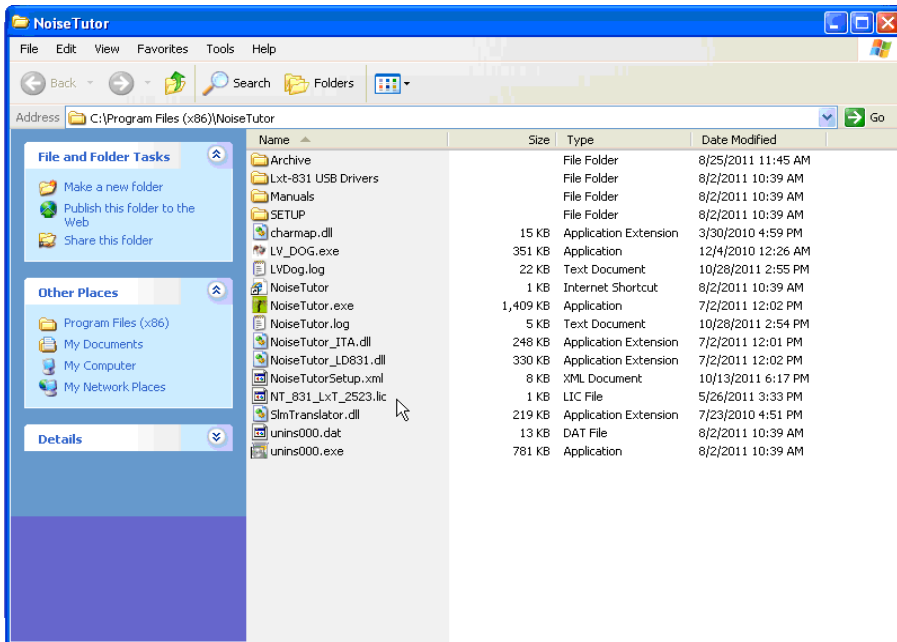 NoiseTutor
File Edit View Favorites Tools Help
Back Search Folders
Address C:\Program Files (x86)\NoiseTutor Go
Name Size Type Date Modified
File and Folder Tasks
Make a new folder
Publish this folder to the
Web
Share this folder
Other Places
Program Files (x86)
My Documents
My Computer
My Network Places
Details
Archive File Folder 8/25/2011 11:45 AM
Lxt-831 USB Drivers File Folder 8/2/2011 10:39 AM
Manuals File Folder 8/2/2011 10:39 AM
SETUP File Folder 8/2/2011 10:39 AM
charmap.dll 15 KB Application Extension 3/30/2010 4:59 PM
LV_DOG.exe 351 KB Application 12/4/2010 12:26 AM
LVDog.log 22 KB Text Document 10/28/2011 2:55 PM
NoiseTutor 1 KB Internet Shortcut 8/2/2011 10:39 AM
NoiseTutor.exe 1,409 KB Application 7/2/2011 12:02 PM
NoiseTutor.log 5 KB Text Document 10/28/2011 2:54 PM
NoiseTutor_ITA.dll 248 KB Application Extension 7/2/2011 12:01 PM
NoiseTutor_LD831.dll 330 KB Application Extension 7/2/2011 12:02 PM
NoiseTutorSetup.xml 8 KB XML Document 10/13/2011 6:17 PM
NT_831_LxT_2523.lic 1 KB LIC File 5/26/2011 3:33 PM
SlmTranslator.dll 219 KB Application Extension 7/23/2010 4:51 PM
unins000.dat 13 KB DAT File 8/2/2011 10:39 AM
unins000.exe 781 KB Application 8/2/2011 10:39 AM